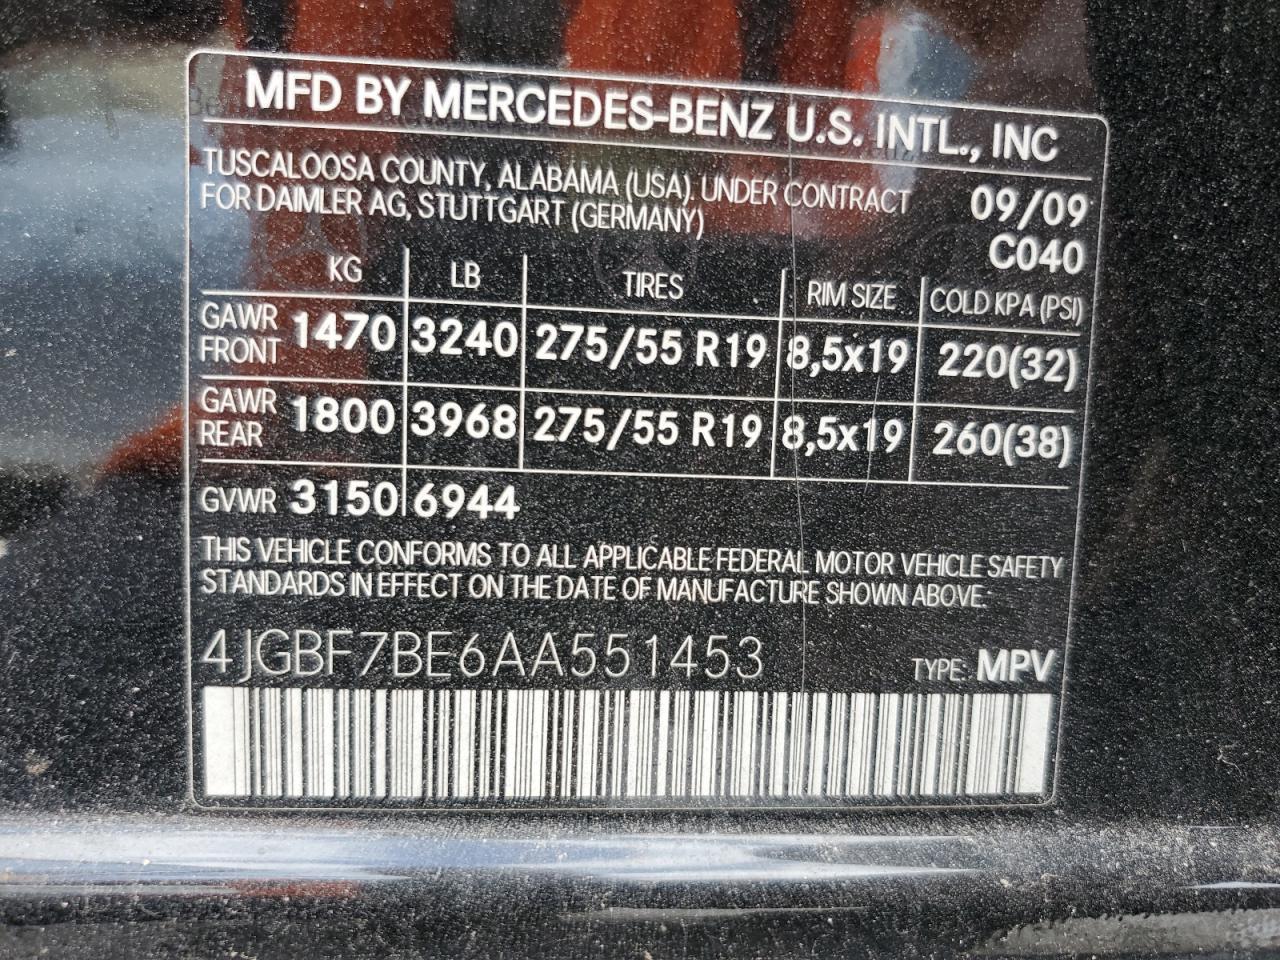 MFD BY MERCEDES-BENZ U.S. INTL., INC
TUSCALOOSA COUNTY, ALABAMA (USA). UNDER CONTRACT
FOR DAIMLER AG, STUTTGART (GERMANY)
09/09
C040
KG LB TIRES RIM SIZE COLD KPA (PSI)
GAWR FRONT 1470 3240 275/55 R19 8,5x19 220(32)
GAWR REAR 1800 3968 275/55 R19 8,5x19 260(38)
GVWR 3150 6944
THIS VEHICLE CONFORMS TO ALL APPLICABLE FEDERAL MOTOR VEHICLE SAFETY
STANDARDS IN EFFECT ON THE DATE OF MANUFACTURE SHOWN ABOVE.
4JGBF7BE6AA551453 TYPE: MPV